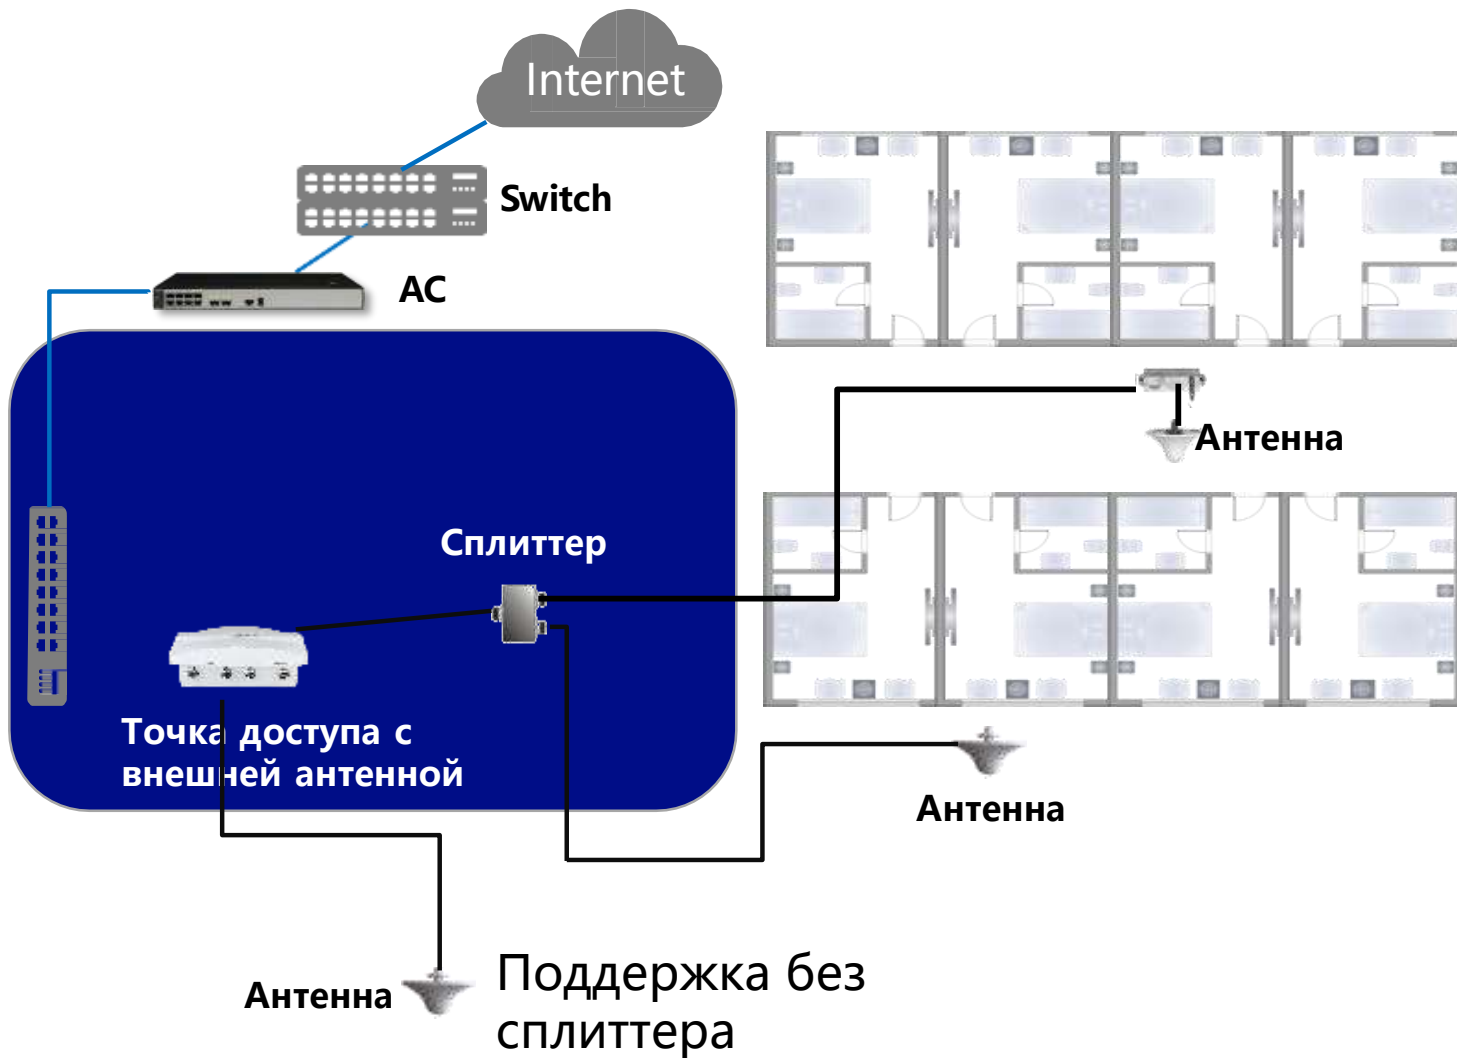 Internet
Switch
AC
Антенна
Сплиттер
Точка доступа с
внешней антенной
Антенна
Антенна
Поддержка без
сплиттера